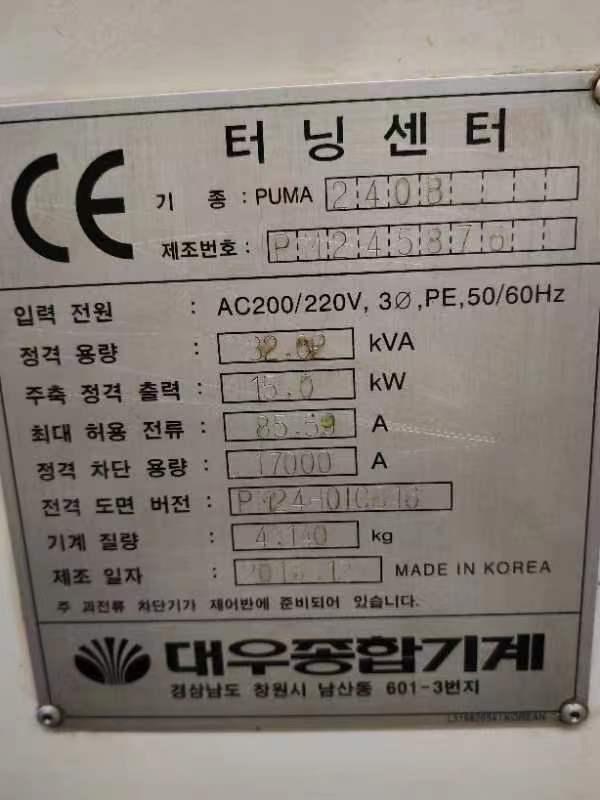 CE
터닝센터
기 종 : PUMA 240B
제조번호 :
입력 전원 : AC200/220V, 3Ø, PE, 50/60Hz
정격 용량 : kVA
주축 정격 출력 : 15.0 kW
최대 허용 전류 : 85.59 A
정격 차단 용량 : 17000 A
전격 도면 버전 :
기계 질량 : kg
제조 일자 : MADE IN KOREA
주 과전류 차단기가 제어반에 준비되어 있습니다.
대우종합기계
경상남도 창원시 남산동 601-3번지